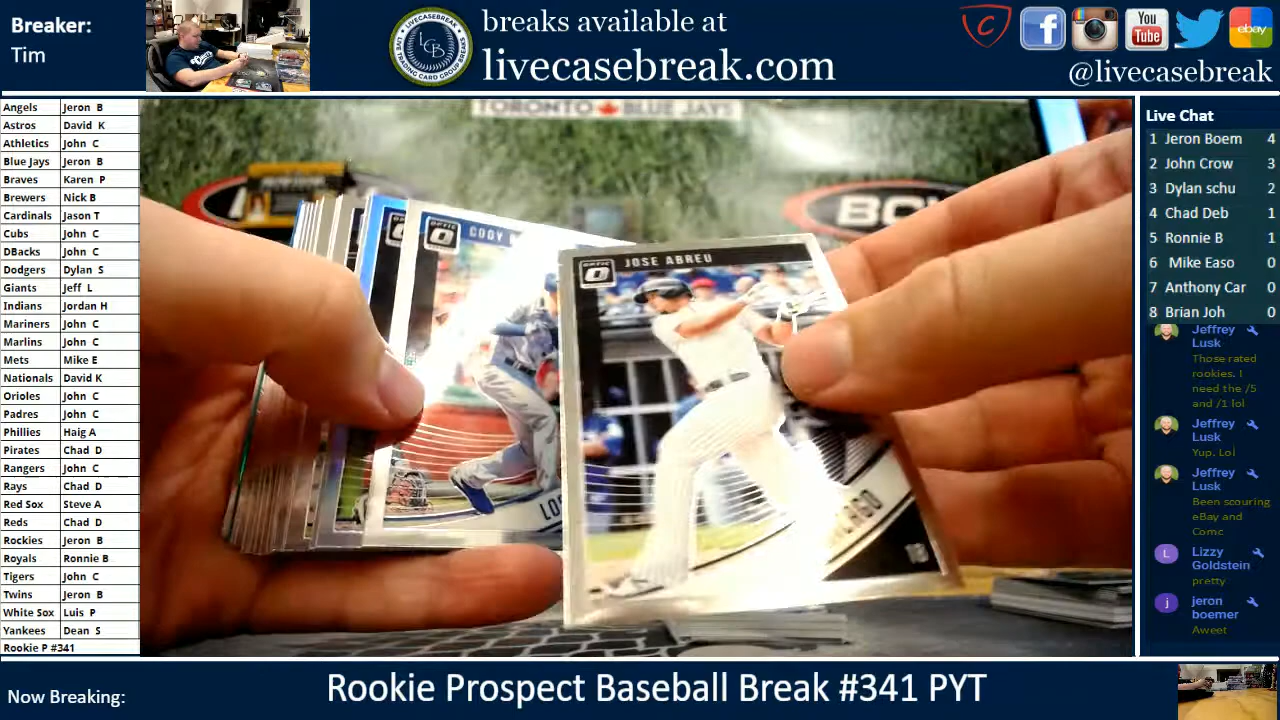 Breaker:
Tim
LCB
breaks available at
livecasebreak.com
You
Tube
ebay
@livecasebreak
Angels Jeron B
Astros David K
Athletics John C
Blue Jays Jeron B
Braves Karen P
Brewers Nick B
Cardinals Jason T
Cubs John C
DBacks John C
Dodgers Dylan S
Giants Jeff L
Indians Jordan H
Mariners John C
Marlins John C
Mets Mike E
Nationals David K
Orioles John C
Padres John C
Phillies Haig A
Pirates Chad D
Rangers John C
Rays Chad D
Red Sox Steve A
Reds Chad D
Rockies Jeron B
Royals Ronnie B
Tigers John C
Twins Jeron B
White Sox Luis P
Yankees Dean S
Rookie P #341
TORONTO BLUE JAYS
OPTIC
CODY
OPTIC
JOSE ABREU
Live Chat
1 Jeron Boem 4
2 John Crow 3
3 Dylan schu 2
4 Chad Deb 1
5 Ronnie B 1
6 Mike Easo 0
7 Anthony Car 0
8 Brian Joh 0
Jeffrey
Lusk
Those rated
rookies. I
need the /5
and /1 lol
Jeffrey
Lusk
Yup. Lol
Jeffrey
Lusk
Been scouring
eBay and
Comc
L
Lizzy
Goldstein
pretty
j
jeron
boemer
Aweet
Now Breaking:
Rookie Prospect Baseball Break #341 PYT